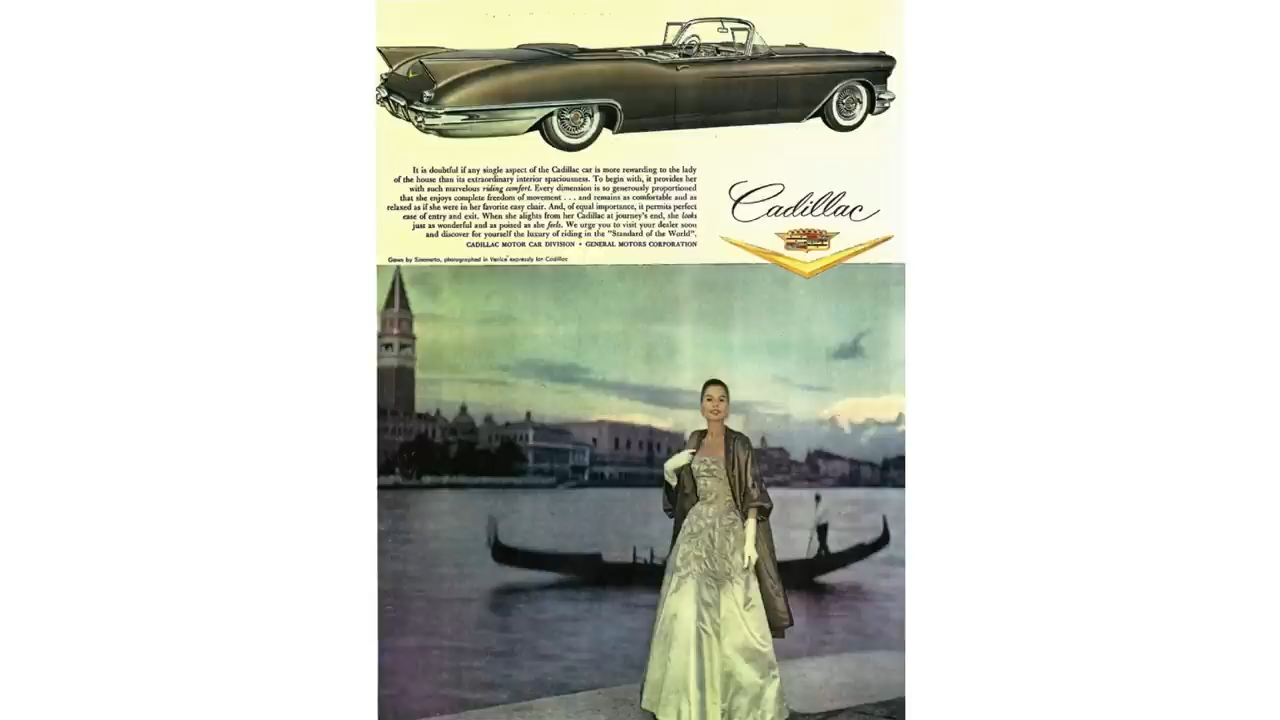 It is doubtful if any single aspect of the Cadillac car is more rewarding to the lady
of the house than its extraordinary interior spaciousness. To begin with, it provides her
with such marvelous riding comfort. Every dimension is so generously proportioned
that she enjoys complete freedom of movement . . . and remains as comfortable and as
relaxed as if she were in her favorite easy chair. And, of equal importance, it permits perfect
ease of entry and exit. When she alights from her Cadillac at journey's end, she looks
just as wonderful and as poised as she feels. We urge you to visit your dealer soon
and discover for yourself the luxury of riding in the "Standard of the World".
CADILLAC MOTOR CAR DIVISION • GENERAL MOTORS CORPORATION
Cadillac
Gown by Simonetta, photographed in Venice expressly for Cadillac